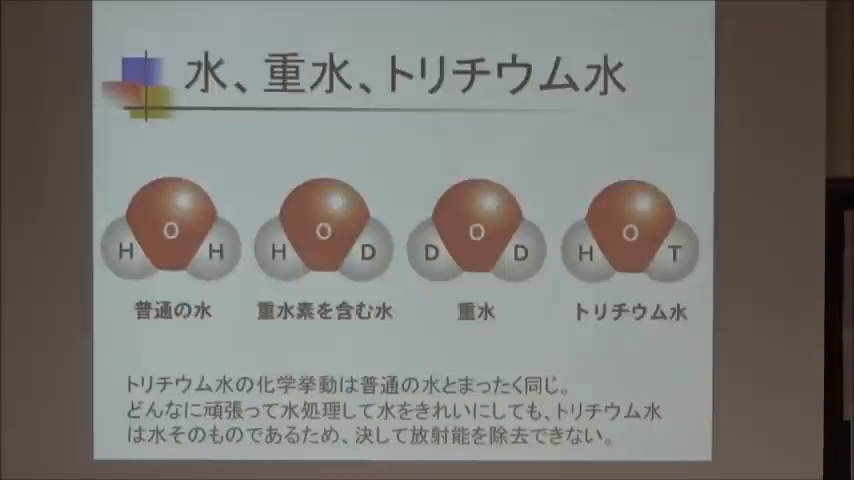 水、重水、トリチウム水
H O H
H O D
D O D
H O T
普通の水
重水素を含む水
重水
トリチウム水
トリチウム水の化学挙動は普通の水とまったく同じ。
どんなに頑張って水処理して水をきれいにしても、トリチウム水
は水そのものであるため、決して放射能を除去できない。